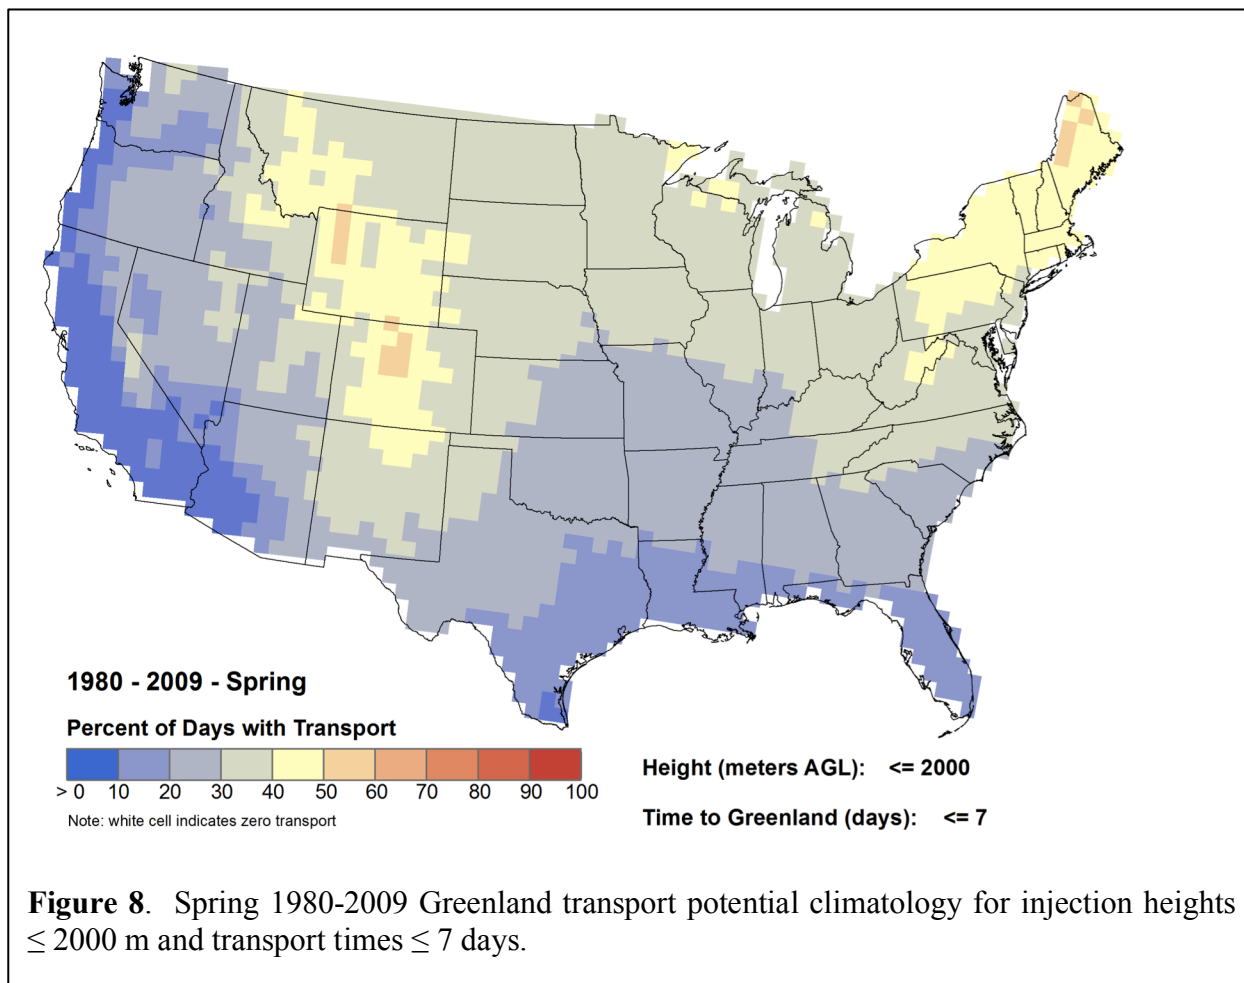 1980 - 2009 - Spring
Percent of Days with Transport
> 0 10 20 30 40 50 60 70 80 90 100
Note: white cell indicates zero transport
Height (meters AGL): <= 2000
Time to Greenland (days): <= 7
Figure 8. Spring 1980-2009 Greenland transport potential climatology for injection heights
≤ 2000 m and transport times ≤ 7 days.